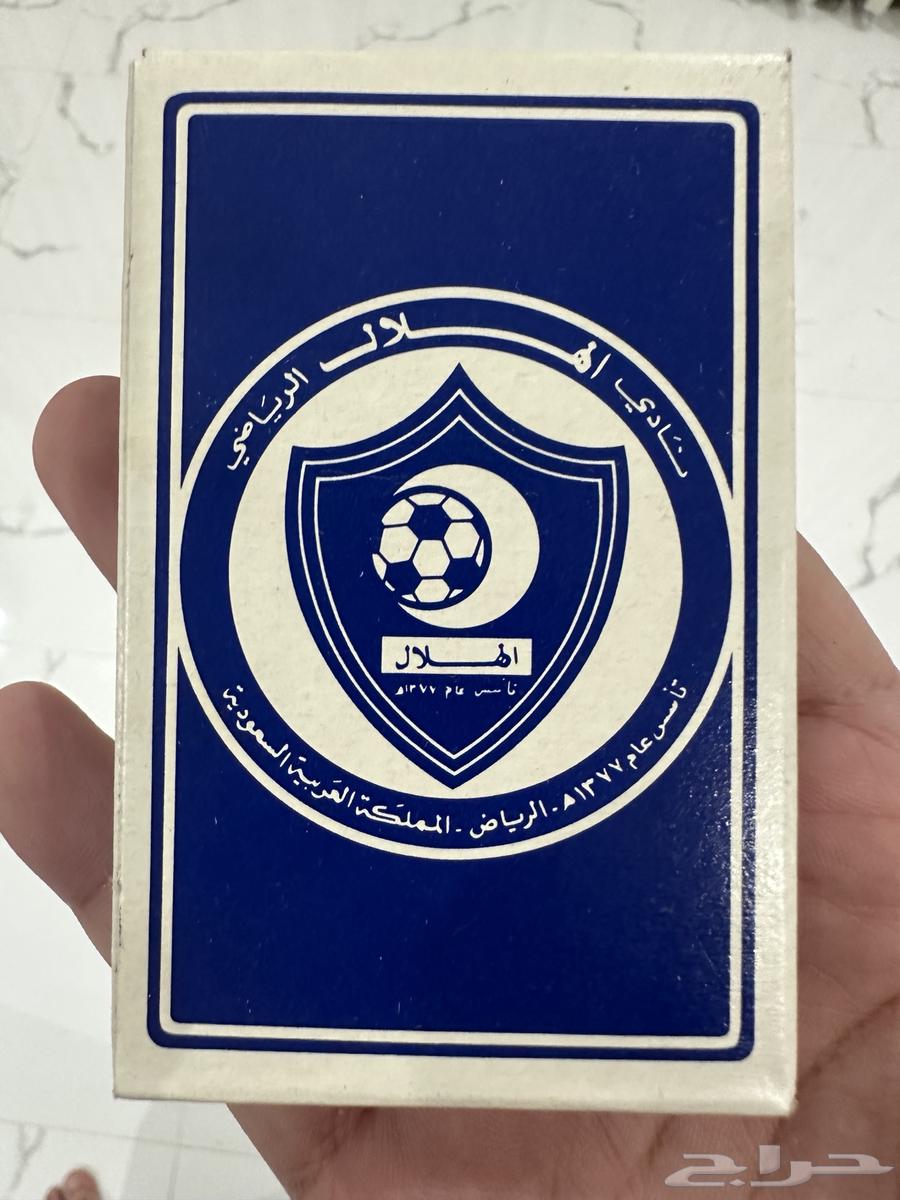 نادي الهلال الرياضي
الهلال
تأسس عام ١٣٧٧هـ
تأسس عام ١٣٧٧هـ - الرياض - المملكة العربية السعودية
حراج